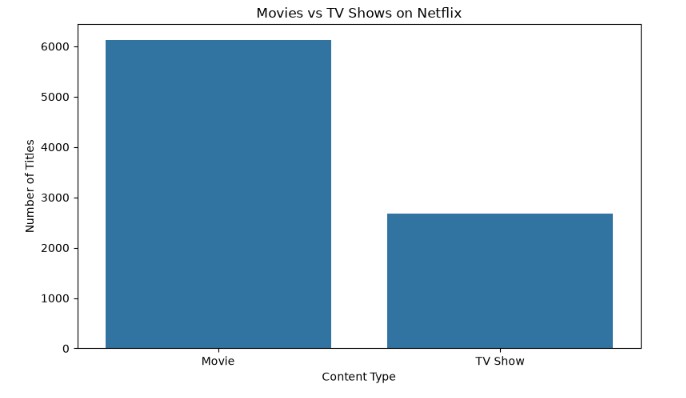 Movies vs TV Shows on Netflix
6000
5000
4000
3000
2000
1000
0
Number of Titles
Movie
TV Show
Content Type